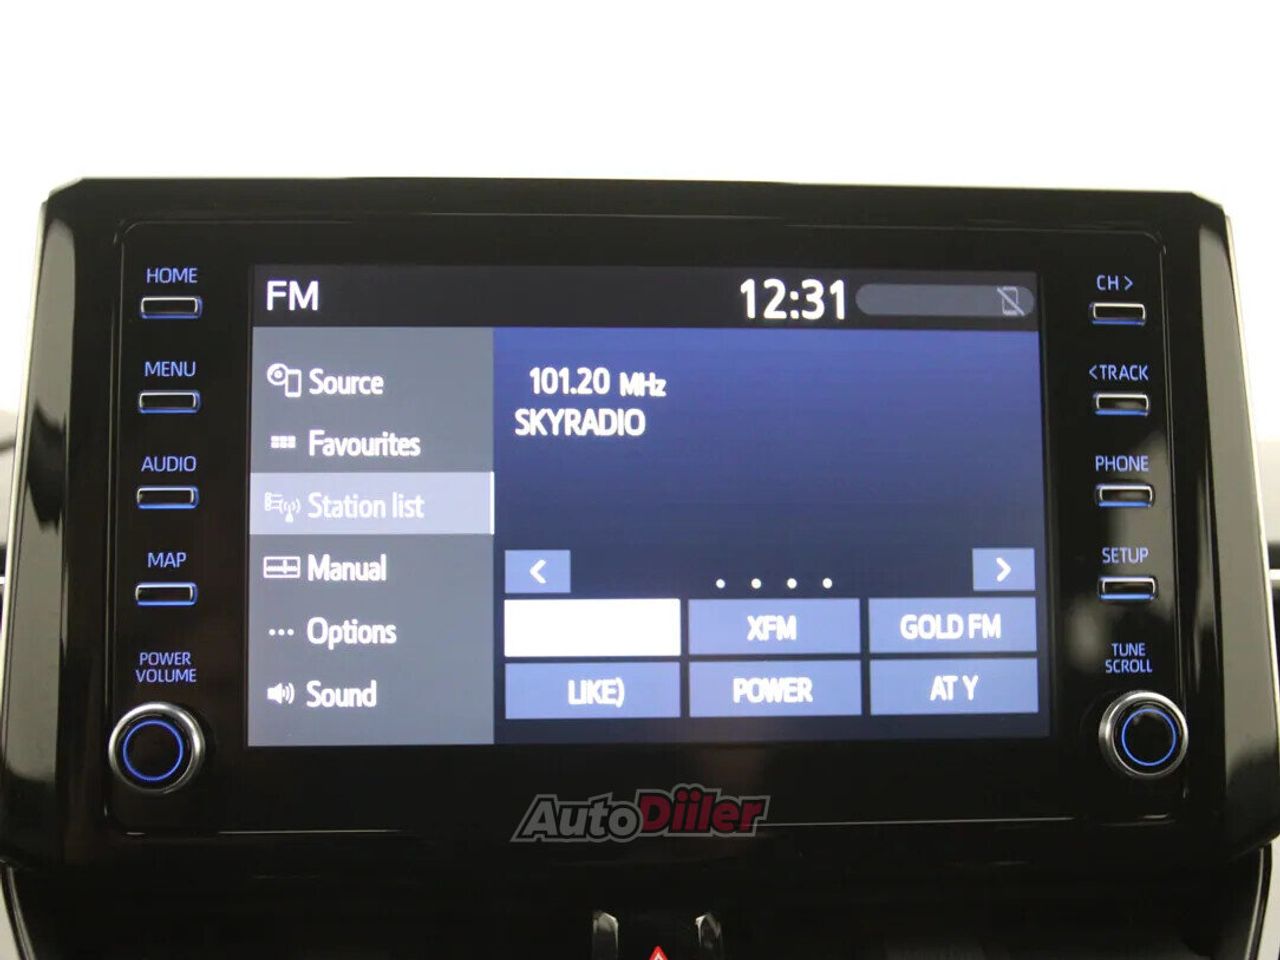 HOME
MENU
AUDIO
MAP
POWER
VOLUME
FM
12:31
Source
Favourites
Station list
Manual
Options
Sound
101.20 MHz
SKYRADIO
XFM
GOLD FM
LIKE)
POWER
AT Y
CH >
< TRACK
PHONE
SETUP
TUNE
SCROLL
AutoDiiler